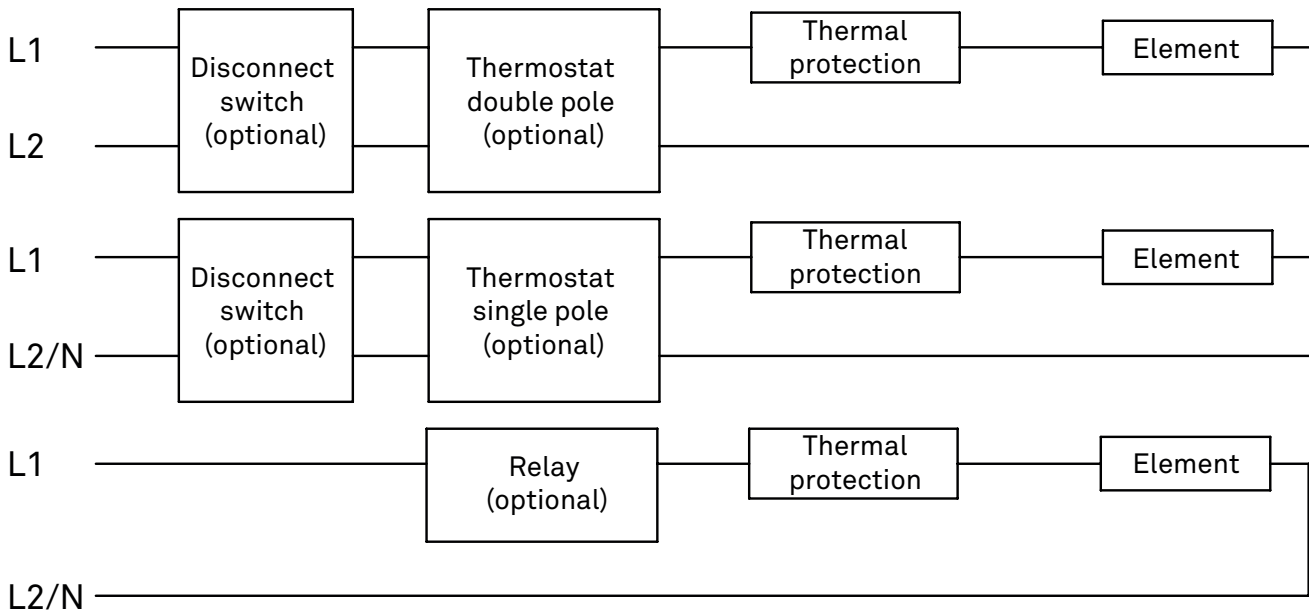 L1
Disconnect
switch
(optional)
Thermostat
double pole
(optional)
Thermal
protection
Element
L2
L1
Disconnect
switch
(optional)
Thermostat
single pole
(optional)
Thermal
protection
Element
L2/N
L1
Relay
(optional)
Thermal
protection
Element
L2/N